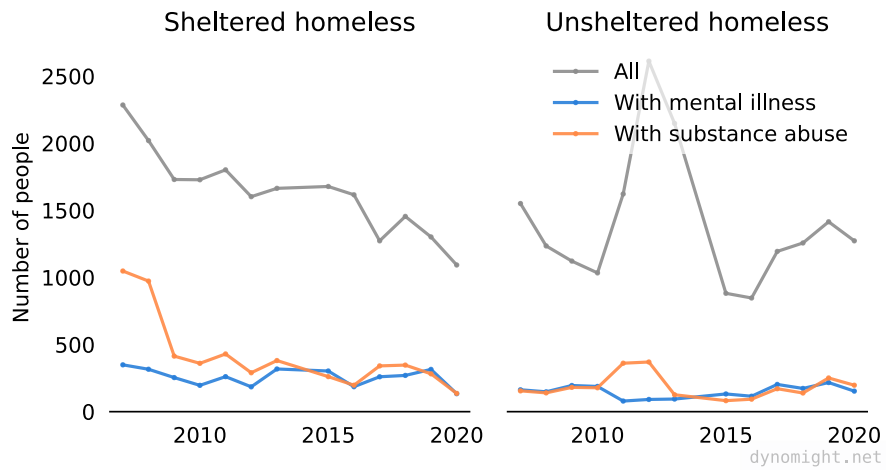 Sheltered homeless
Unsheltered homeless
Number of people
2500
2000
1500
1000
500
0
2010
2015
2020
All
With mental illness
With substance abuse
2010
2015
2020
dynomight.net